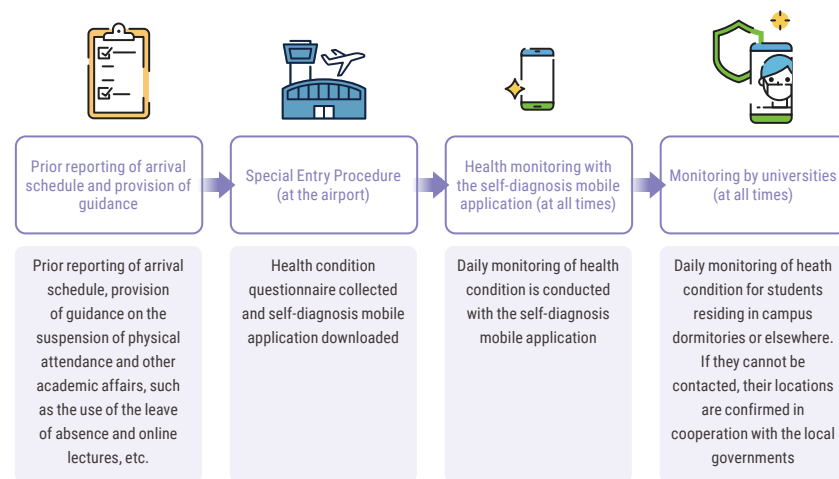 Prior reporting of arrival
schedule and provision of
guidance
Special Entry Procedure
(at the airport)
Health monitoring with
the self-diagnosis mobile
application (at all times)
Monitoring by universities
(at all times)
Prior reporting of arrival
schedule, provision
of guidance on the
suspension of physical
attendance and other
academic affairs, such
as the use of the leave
of absence and online
lectures, etc.
Health condition
questionnaire collected
and self-diagnosis mobile
application downloaded
Daily monitoring of health
condition is conducted
with the self-diagnosis
mobile application
Daily monitoring of heath
condition for students
residing in campus
dormitories or elsewhere.
If they cannot be
contacted, their locations
are confirmed in
cooperation with the local
governments